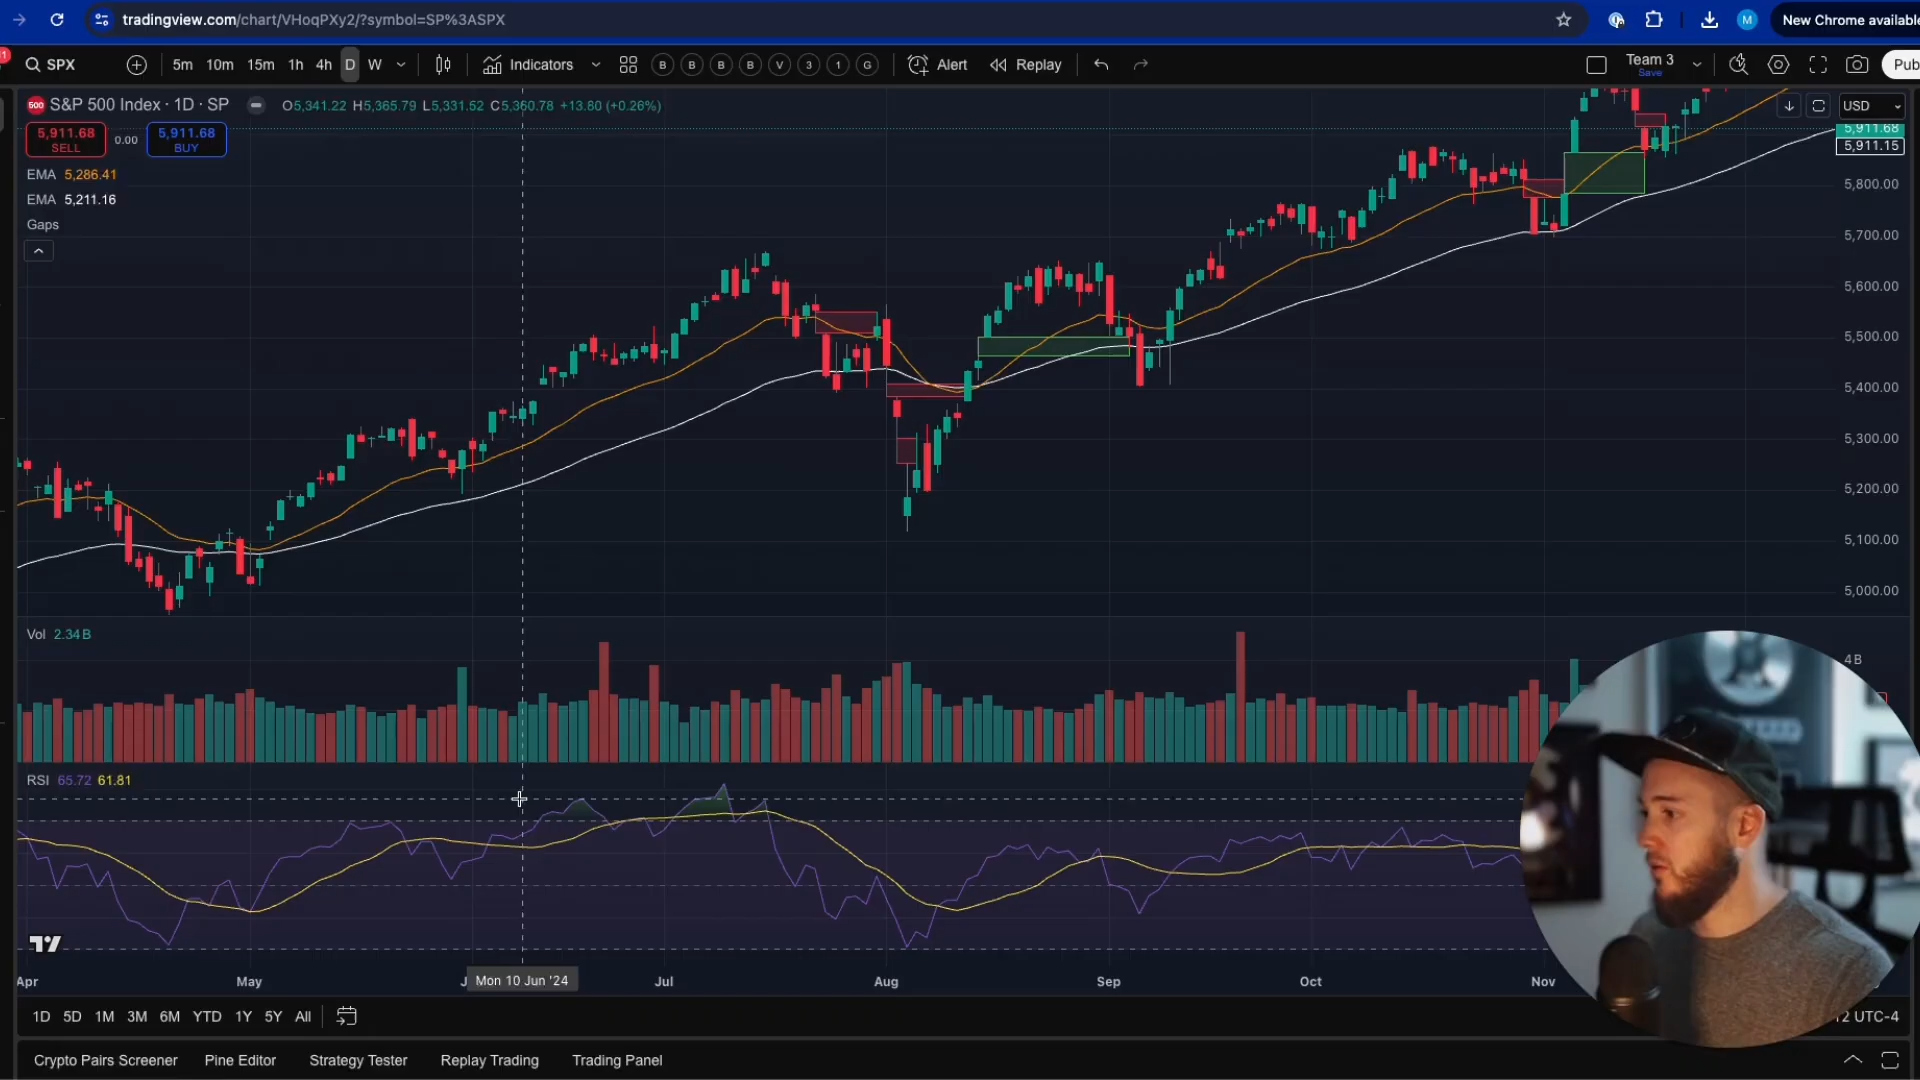 tradingview.com/chart/VHoqPXy2/?symbol=SP%3ASPX
M
New Chrome available
SPX
5m 10m 15m 1h 4h D W
Indicators
B B B B V 3 1 G
Alert
Replay
Team 3
Save
Pub
500 S&P 500 Index · 1D · SP
O5,341.22 H5,365.79 L5,331.52 C5,360.78 +13.80 (+0.26%)
USD
5,911.68
SELL
0.00
5,911.68
BUY
5,911.68
5,911.15
EMA 5,286.41
EMA 5,211.16
Gaps
5,800.00
5,700.00
5,600.00
5,500.00
5,400.00
5,300.00
5,200.00
5,100.00
5,000.00
Vol 2.34B
4B
RSI 65.72 61.81
Apr May J Mon 10 Jun '24 Jul Aug Sep Oct Nov
1D 5D 1M 3M 6M YTD 1Y 5Y All
12 UTC-4
Crypto Pairs Screener Pine Editor Strategy Tester Replay Trading Trading Panel